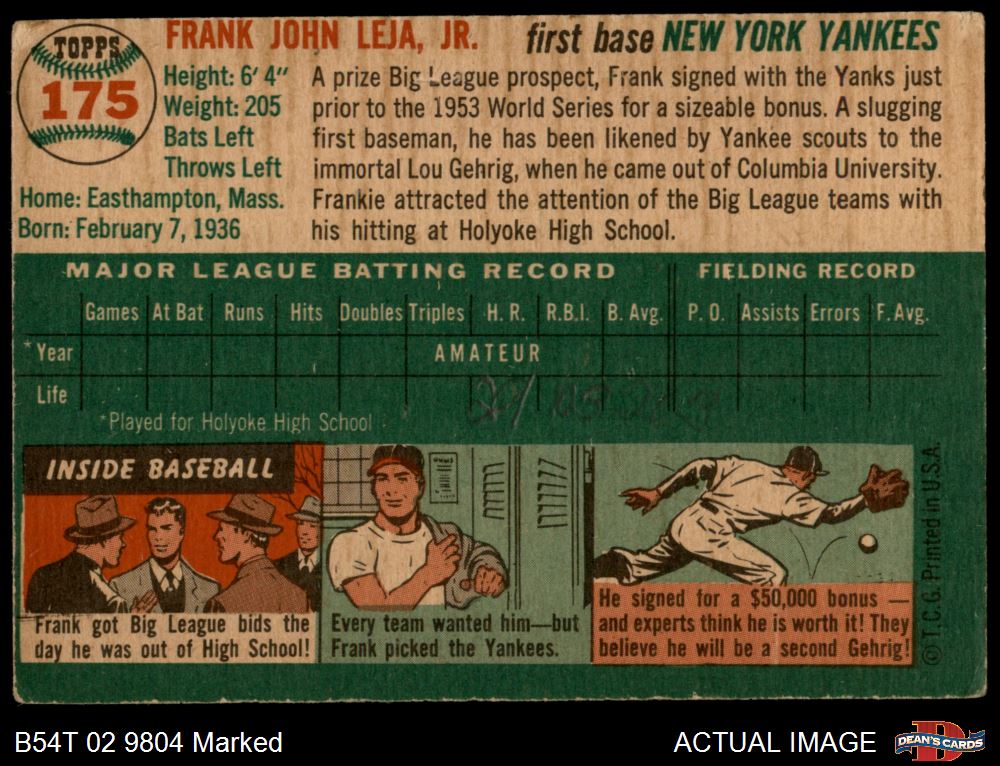 TOPPS
175
FRANK JOHN LEJA, JR. first base NEW YORK YANKEES
Height: 6' 4"
Weight: 205
Bats Left
Throws Left
Home: Easthampton, Mass.
Born: February 7, 1936
A prize Big League prospect, Frank signed with the Yanks just
prior to the 1953 World Series for a sizeable bonus. A slugging
first baseman, he has been likened by Yankee scouts to the
immortal Lou Gehrig, when he came out of Columbia University.
Frankie attracted the attention of the Big League teams with
his hitting at Holyoke High School.
MAJOR LEAGUE BATTING RECORD FIELDING RECORD
Games At Bat Runs Hits Doubles Triples H. R. R.B.I. B. Avg. P. O. Assists Errors F. Avg.
*Year AMATEUR
Life
*Played for Holyoke High School
INSIDE BASEBALL
Frank got Big League bids the
day he was out of High School!
Every team wanted him—but
Frank picked the Yankees.
He signed for a $50,000 bonus —
and experts think he is worth it! They
believe he will be a second Gehrig!
© T.C.G. Printed in U.S.A.
B54T 02 9804 Marked
ACTUAL IMAGE
DEAN'S CARDS